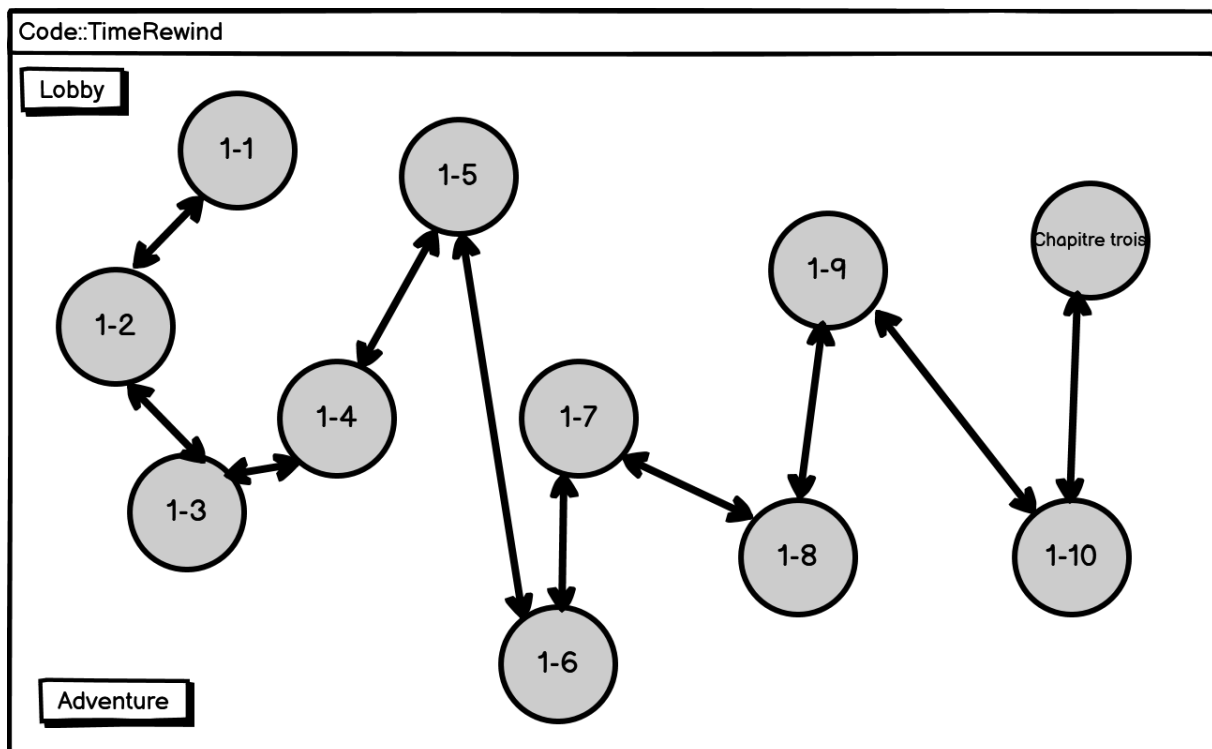 Code::TimeRewind
Lobby
1-1
1-5
1-9
Chapitre trois
1-2
1-4
1-7
1-3
1-8
1-10
1-6
Adventure